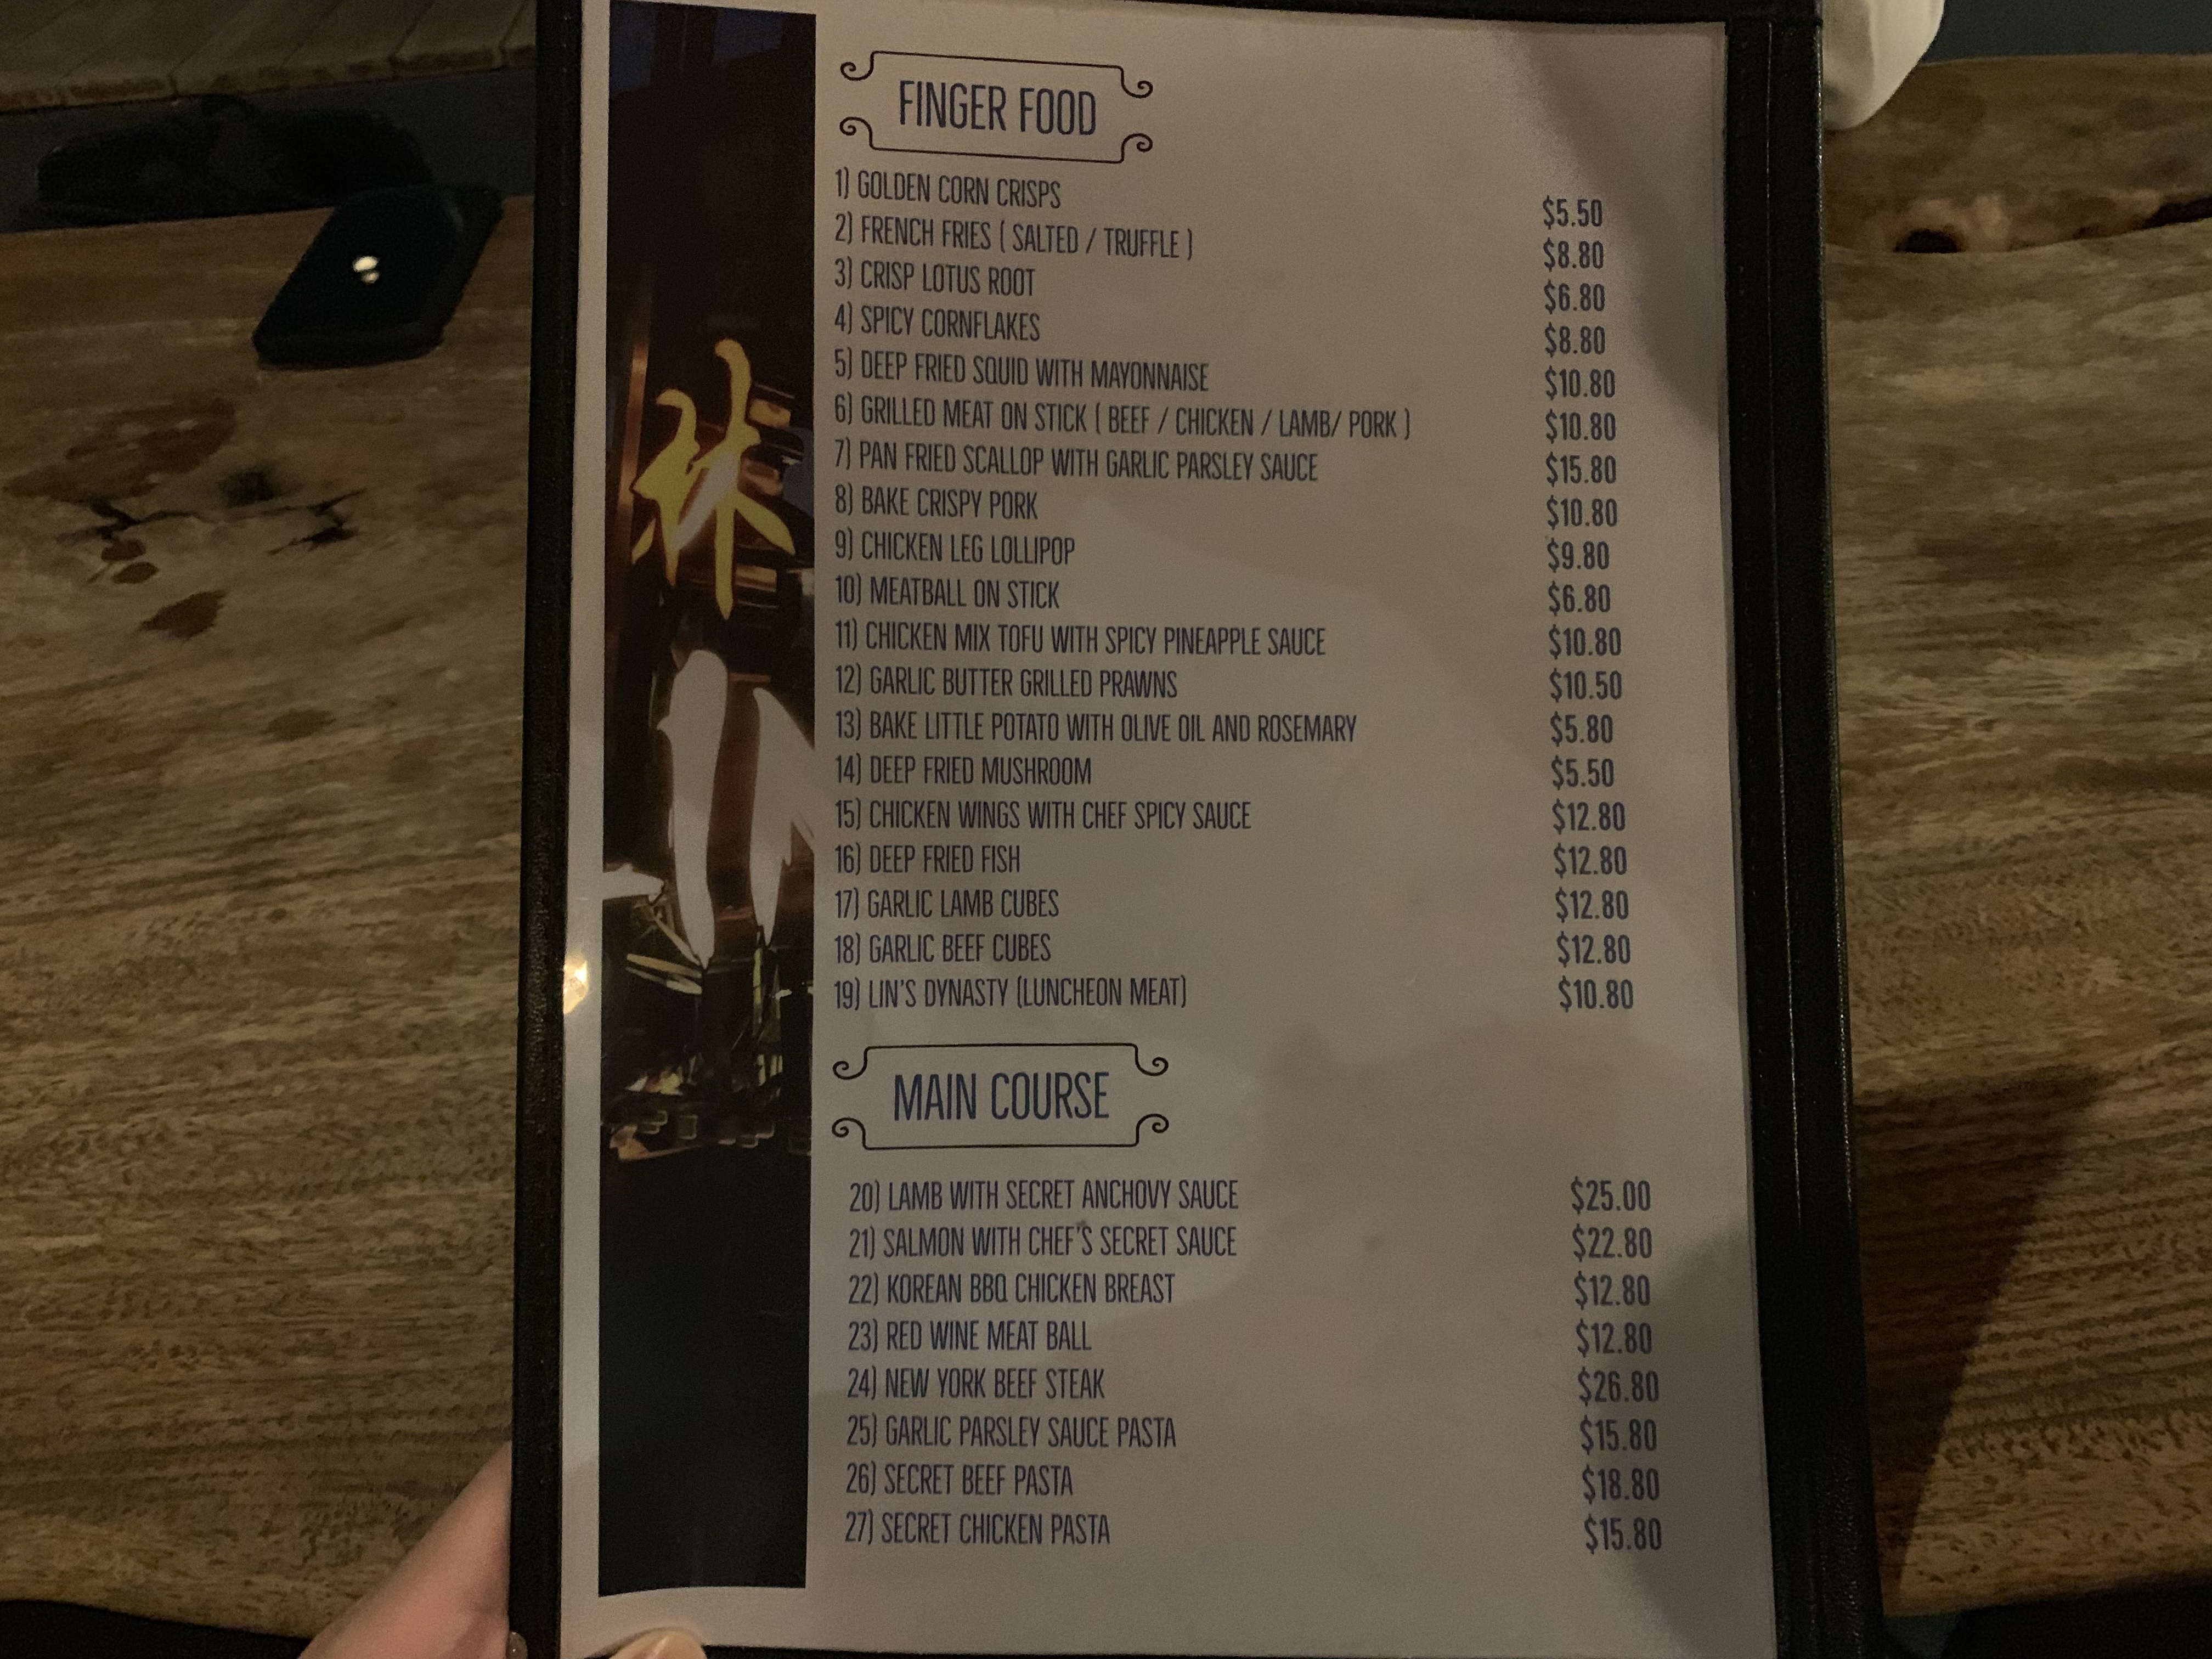 FINGER FOOD
1) GOLDEN CORN CRISPS $5.50
2) FRENCH FRIES ( SALTED / TRUFFLE ) $8.80
3) CRISP LOTUS ROOT $6.80
4) SPICY CORNFLAKES $8.80
5) DEEP FRIED SQUID WITH MAYONNAISE $10.80
6) GRILLED MEAT ON STICK ( BEEF / CHICKEN / LAMB/ PORK ) $10.80
7) PAN FRIED SCALLOP WITH GARLIC PARSLEY SAUCE $15.80
8) BAKE CRISPY PORK $10.80
9) CHICKEN LEG LOLLIPOP $9.80
10) MEATBALL ON STICK $6.80
11) CHICKEN MIX TOFU WITH SPICY PINEAPPLE SAUCE $10.80
12) GARLIC BUTTER GRILLED PRAWNS $10.50
13) BAKE LITTLE POTATO WITH OLIVE OIL AND ROSEMARY $5.80
14) DEEP FRIED MUSHROOM $5.50
15) CHICKEN WINGS WITH CHEF SPICY SAUCE $12.80
16) DEEP FRIED FISH $12.80
17) GARLIC LAMB CUBES $12.80
18) GARLIC BEEF CUBES $12.80
19) LIN'S DYNASTY (LUNCHEON MEAT) $10.80
MAIN COURSE
20) LAMB WITH SECRET ANCHOVY SAUCE $25.00
21) SALMON WITH CHEF'S SECRET SAUCE $22.80
22) KOREAN BBQ CHICKEN BREAST $12.80
23) RED WINE MEAT BALL $12.80
24) NEW YORK BEEF STEAK $26.80
25) GARLIC PARSLEY SAUCE PASTA $15.80
26) SECRET BEEF PASTA $18.80
27) SECRET CHICKEN PASTA $15.80